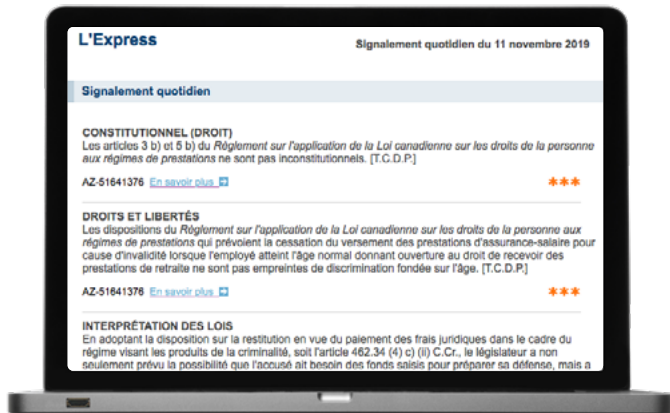 L'Express
Signalement quotidien du 11 novembre 2019
Signalement quotidien
CONSTITUTIONNEL (DROIT)
Les articles 3 b) et 5 b) du Règlement sur l'application de la Loi canadienne sur les droits de la personne
aux régimes de prestations ne sont pas inconstitutionnels. [T.C.D.P.]
AZ-51641376 En savoir plus ***
DROITS ET LIBERTÉS
Les dispositions du Règlement sur l'application de la Loi canadienne sur les droits de la personne aux
régimes de prestations qui prévoient la cessation du versement des prestations d'assurance-salaire pour
cause d'invalidité lorsque l'employé atteint l'âge normal donnant ouverture au droit de recevoir des
prestations de retraite ne sont pas empreintes de discrimination fondée sur l'âge. [T.C.D.P.]
AZ-51641376 En savoir plus ***
INTERPRÉTATION DES LOIS
En adoptant la disposition sur la restitution en vue du paiement des frais juridiques dans le cadre du
régime visant les produits de la criminalité, soit l'article 462.34 (4) c) (ii) C.Cr., le législateur a non
seulement prévu la possibilité que l'accusé ait besoin des fonds saisis pour préparer sa défense, mais a